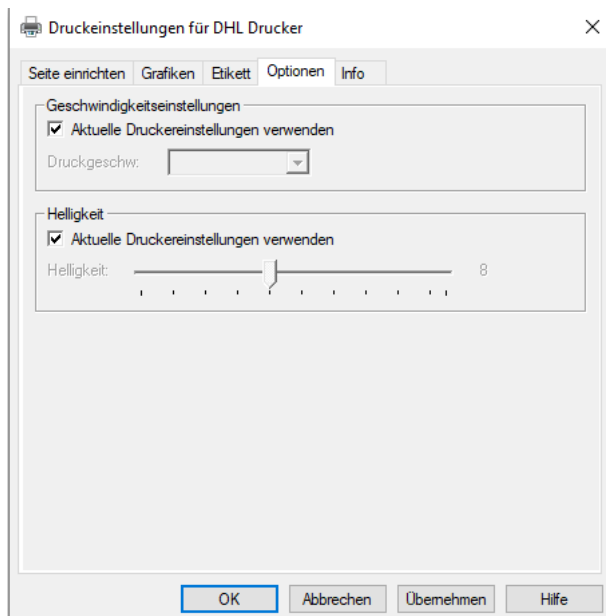 Druckeinstellungen für DHL Drucker
Seite einrichten Grafiken Etikett Optionen Info
Geschwindigkeitseinstellungen
Aktuelle Druckereinstellungen verwenden
Druckgeschw:
Helligkeit
Aktuelle Druckereinstellungen verwenden
Helligkeit: 8
OK Abbrechen Übernehmen Hilfe